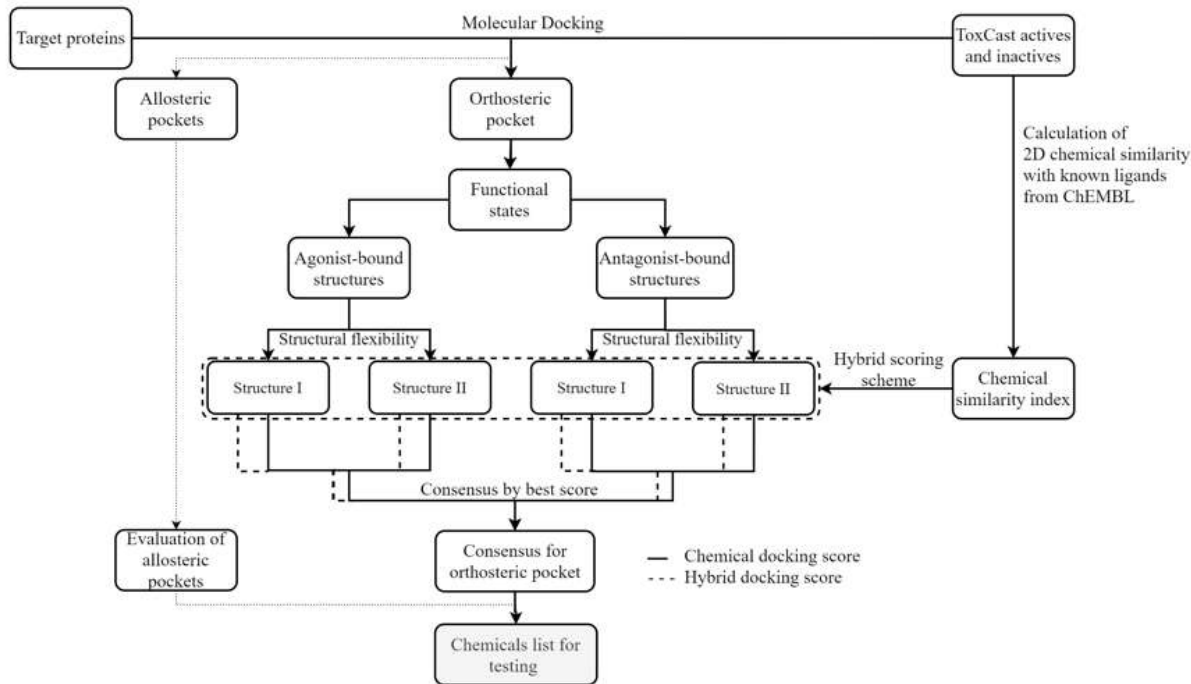 Molecular Docking
Target proteins
ToxCast actives
and inactives
Allosteric
pockets
Orthosteric
pocket
Calculation of
2D chemical similarity
with known ligands
from ChEMBL
Functional
states
Agonist-bound
structures
Antagonist-bound
structures
Structural flexibility
Structural flexibility
Structure I
Structure II
Structure I
Structure II
Hybrid scoring
scheme
Chemical
similarity index
Consensus by best score
Evaluation of
allosteric
pockets
Consensus for
orthosteric pocket
Chemical docking score
Hybrid docking score
Chemicals list for
testing